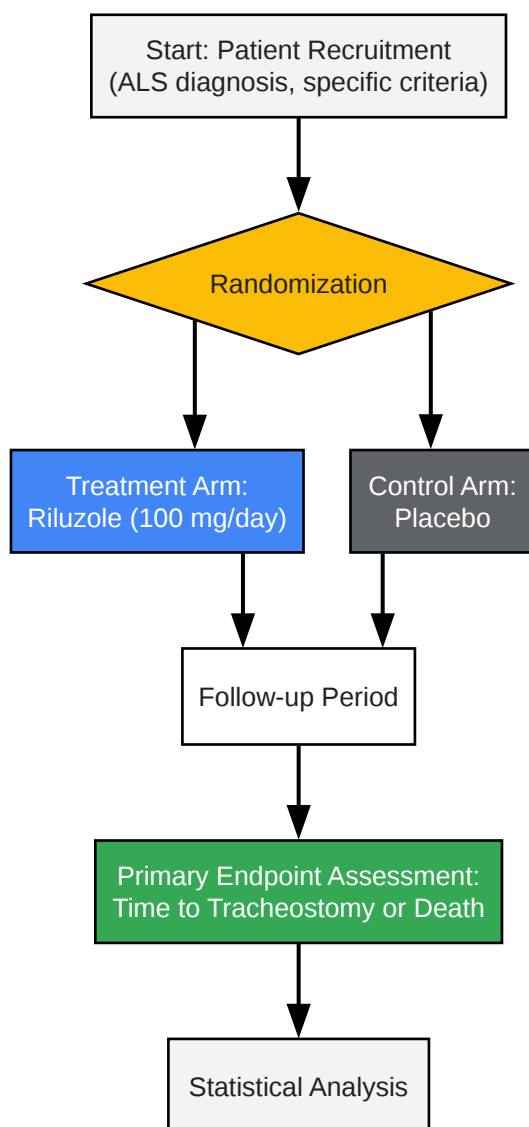 Start: Patient Recruitment
(ALS diagnosis, specific criteria)
Randomization
Treatment Arm:
Riluzole (100 mg/day)
Control Arm:
Placebo
Follow-up Period
Primary Endpoint Assessment:
Time to Tracheostomy or Death
Statistical Analysis